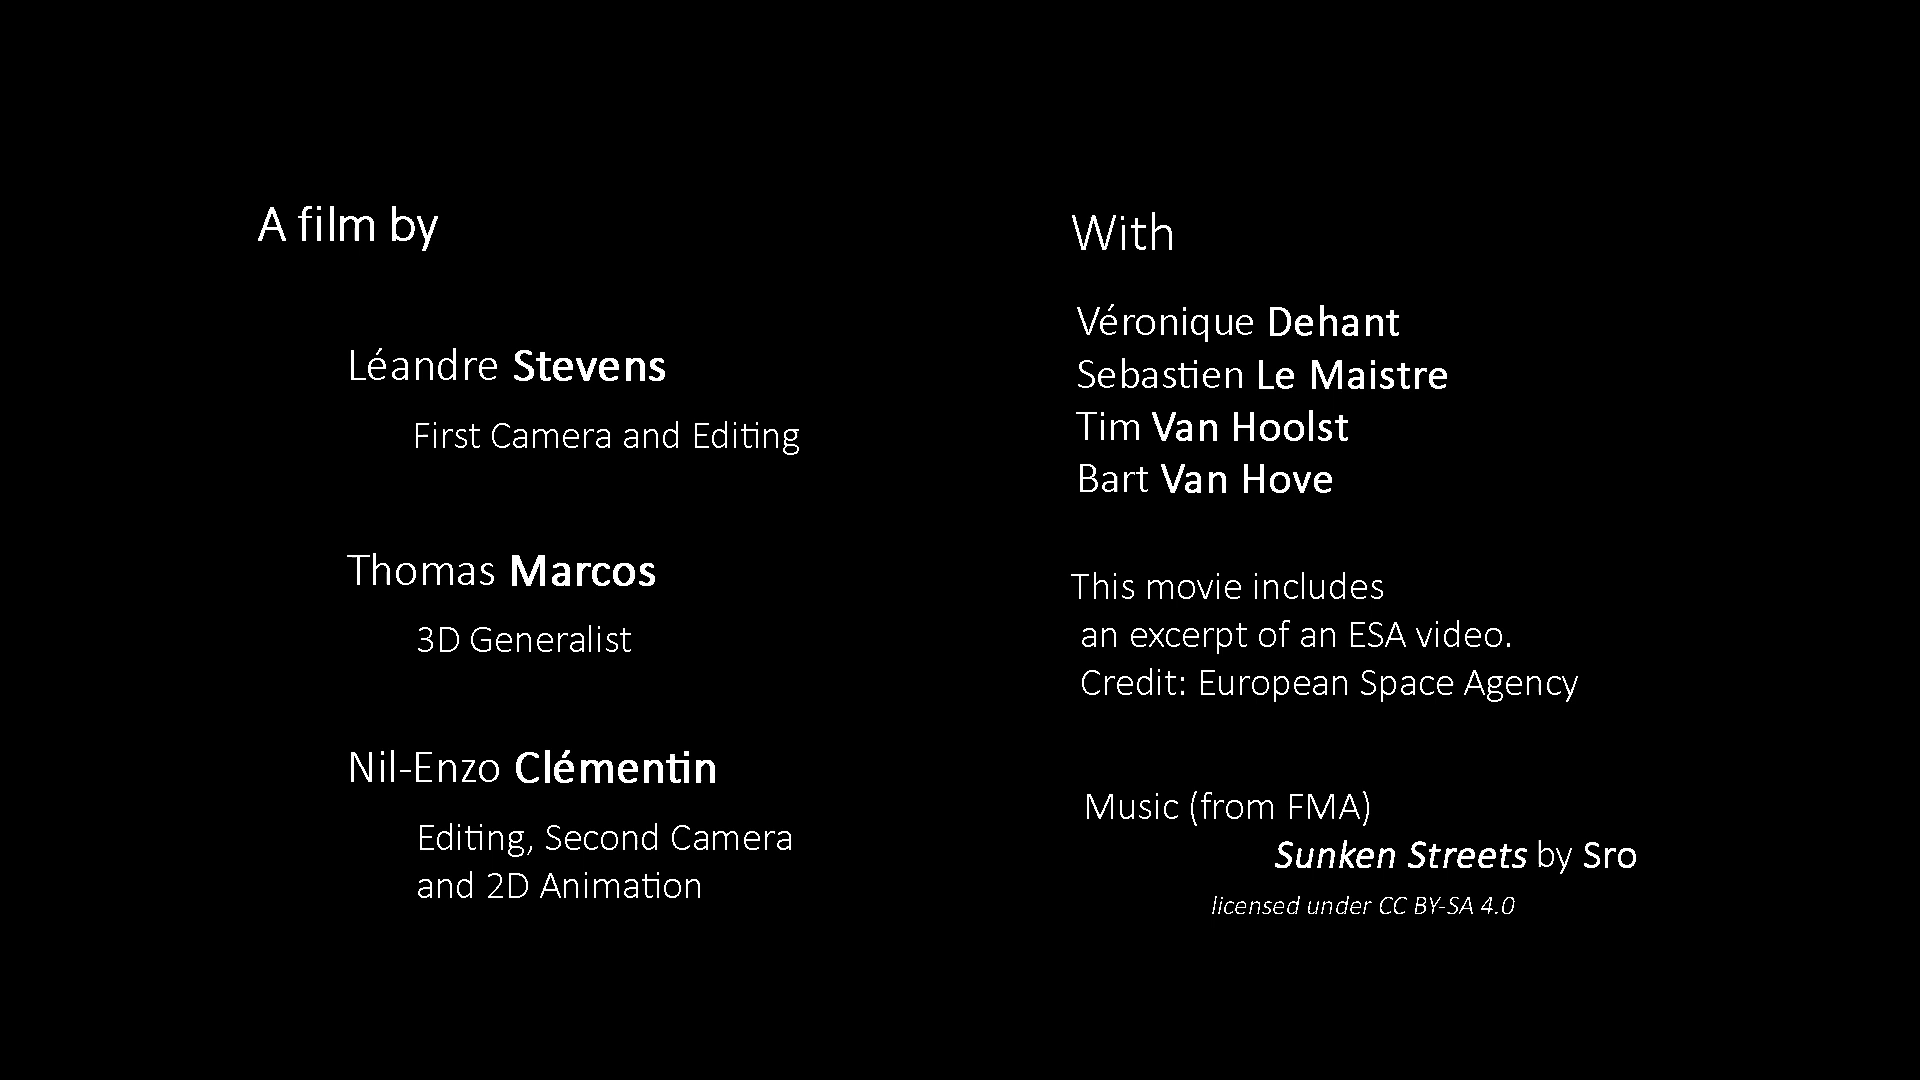 A film by
Léandre Stevens
First Camera and Editing
Thomas Marcos
3D Generalist
Nil-Enzo Clémentin
Editing, Second Camera
and 2D Animation
With
Véronique Dehant
Sebastien Le Maistre
Tim Van Hoolst
Bart Van Hove
This movie includes
an excerpt of an ESA video.
Credit: European Space Agency
Music (from FMA)
Sunken Streets by Sro
licensed under CC BY-SA 4.0